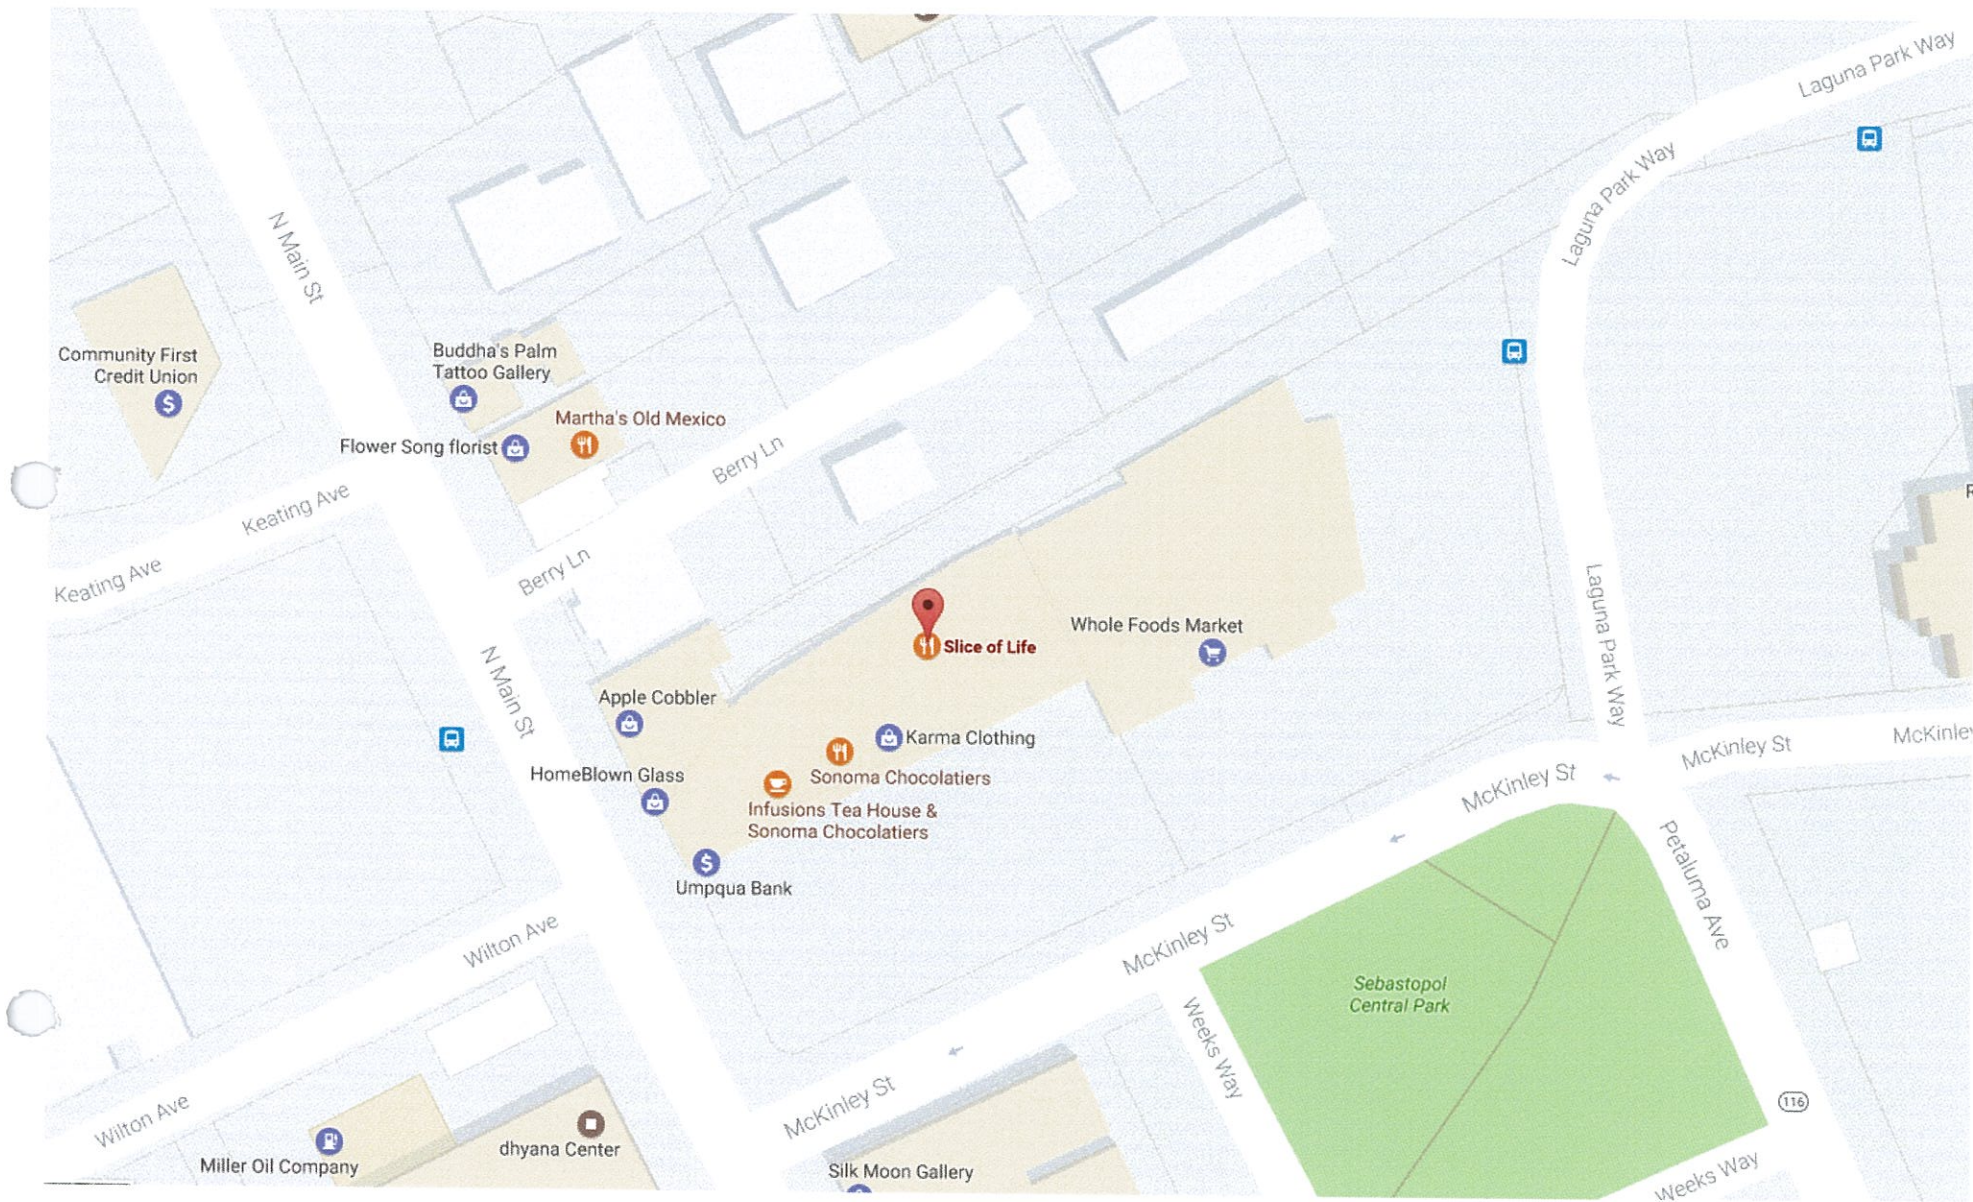 Laguna Park Way
Laguna Park Way
N Main St
Community First
Credit Union
Buddha's Palm
Tattoo Gallery
Martha's Old Mexico
Flower Song florist
Berry Ln
Keating Ave
Keating Ave
Berry Ln
Laguna Park Way
Whole Foods Market
Slice of Life
N Main St
Apple Cobbler
Karma Clothing
McKinley St
McKinley
HomeBlown Glass
Sonoma Chocolatiers
McKinley St
Infusions Tea House &
Sonoma Chocolatiers
Petaluma Ave
Umpqua Bank
Wilton Ave
McKinley St
Sebastopol
Central Park
Weeks Way
116
Wilton Ave
McKinley St
dhyana Center
Miller Oil Company
Silk Moon Gallery
Weeks Way